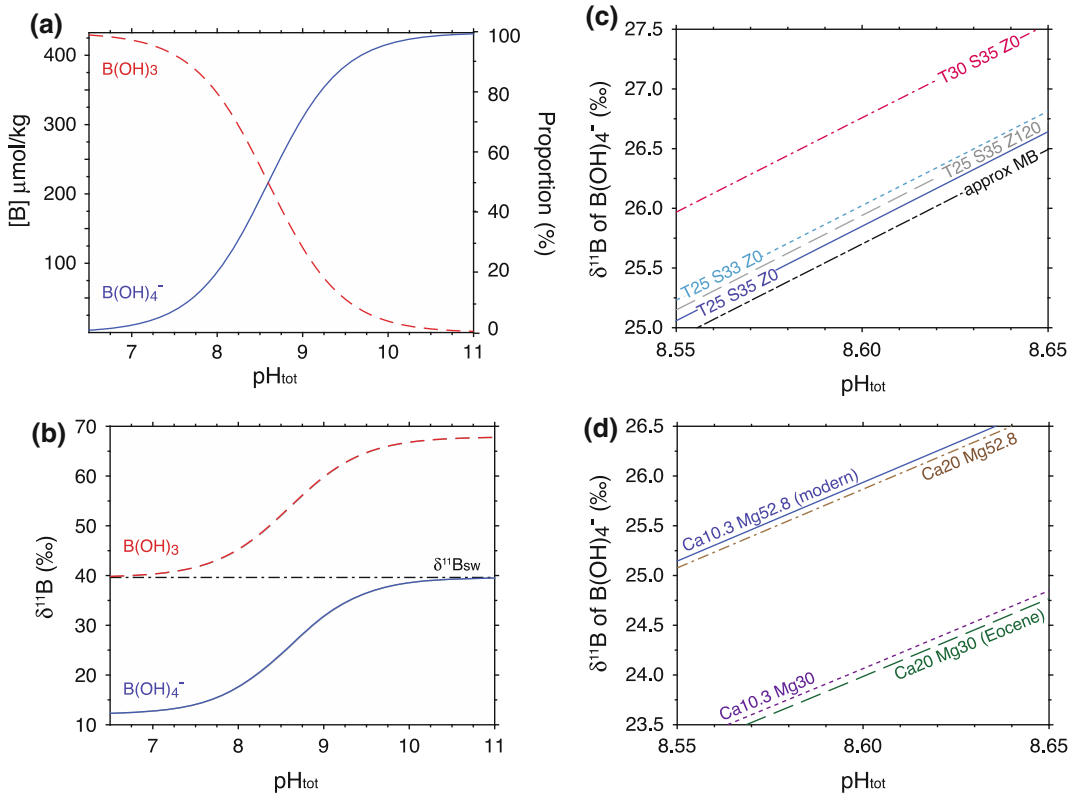 (a)
400
300
200
100
[B] µmol/kg
B(OH)3
B(OH)4-
100
80
60
40
20
0
Proportion (%)
7 8 9 10 11
pHtot
(b)
70
60
50
40
30
20
10
δ11B (‰)
B(OH)3
δ11Bsw
B(OH)4-
7 8 9 10 11
pHtot
(c)
27.5
27.0
26.5
26.0
25.5
25.0
δ11B of B(OH)4- (‰)
T30 S35 Z0
T25 S35 Z120
approx MB
T25 S33 Z0
T25 S35 Z0
8.55 8.60 8.65
pHtot
(d)
26.5
26.0
25.5
25.0
24.5
24.0
23.5
δ11B of B(OH)4- (‰)
Ca10.3 Mg52.8 (modern)
Ca20 Mg52.8
Ca10.3 Mg30
Ca20 Mg30 (Eocene)
8.55 8.60 8.65
pHtot